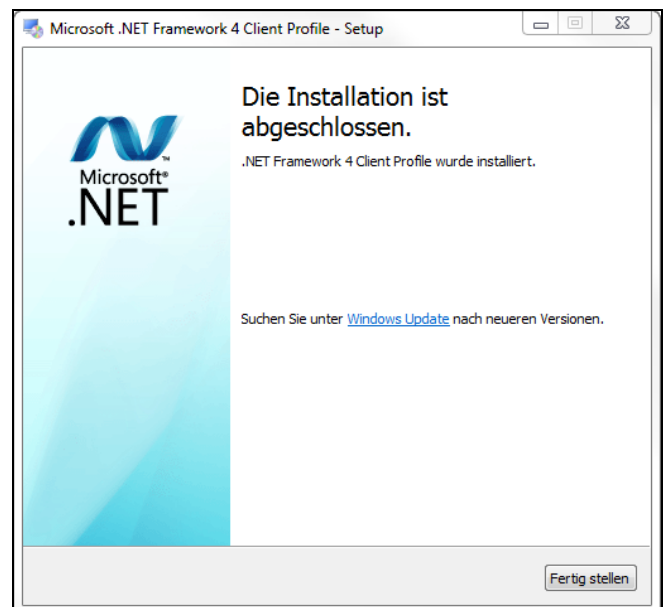 Microsoft .NET Framework 4 Client Profile - Setup
Die Installation ist
abgeschlossen.
.NET Framework 4 Client Profile wurde installiert.
Microsoft®
.NET™
Suchen Sie unter Windows Update nach neueren Versionen.
Fertig stellen